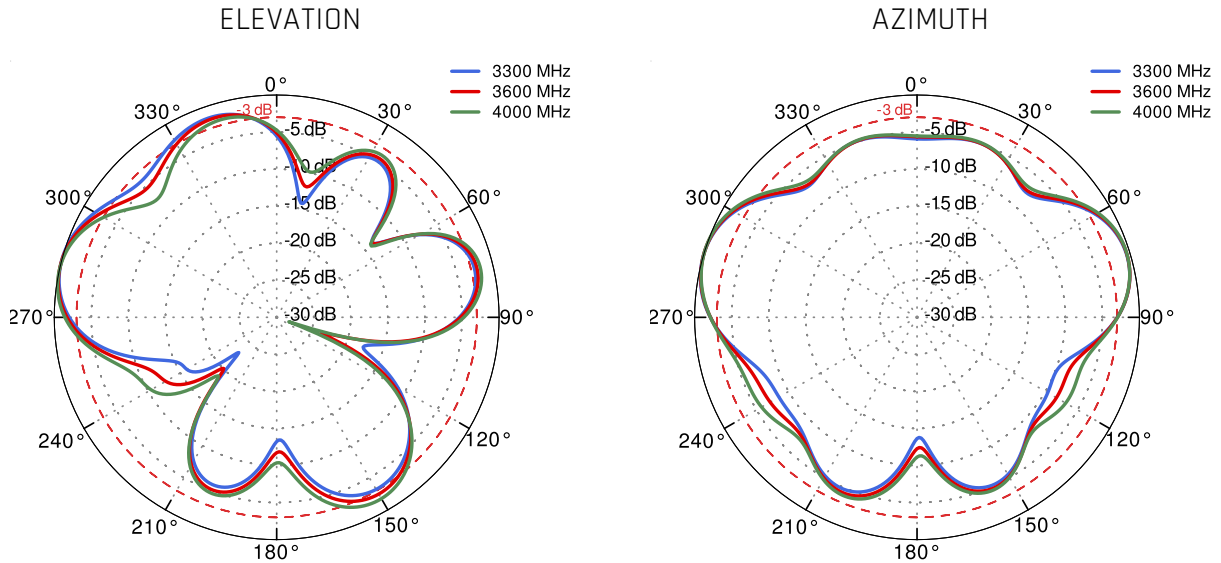 ELEVATION
3300 MHz
3600 MHz
4000 MHz
0°
30°
60°
90°
120°
150°
180°
210°
240°
270°
300°
330°
-3 dB
-5 dB
-10 dB
-15 dB
-20 dB
-25 dB
-30 dB
AZIMUTH
3300 MHz
3600 MHz
4000 MHz
0°
30°
60°
90°
120°
150°
180°
210°
240°
270°
300°
330°
-3 dB
-5 dB
-10 dB
-15 dB
-20 dB
-25 dB
-30 dB